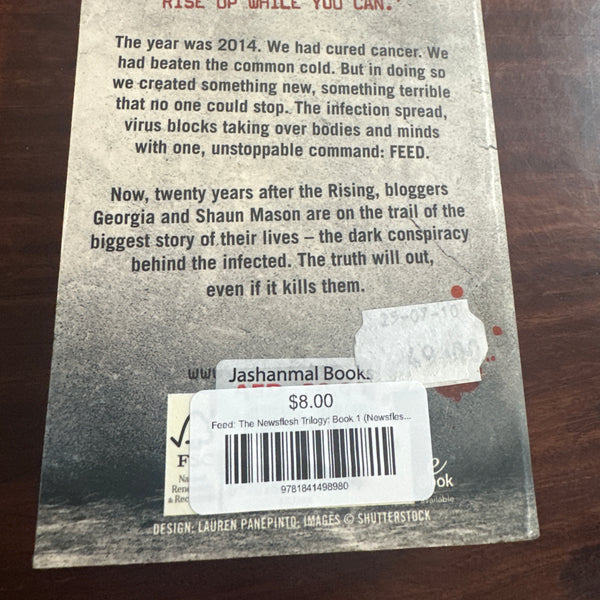 RISE UP WHILE YOU CAN.'
The year was 2014. We had cured cancer. We
had beaten the common cold. But in doing so
we created something new, something terrible
that no one could stop. The infection spread,
virus blocks taking over bodies and minds
with one, unstoppable command: FEED.
Now, twenty years after the Rising, bloggers
Georgia and Shaun Mason are on the trail of the
biggest story of their lives – the dark conspiracy
behind the infected. The truth will out,
even if it kills them.
25-07-10
Jashanmal Books
$8.00
Feed: The Newsflesh Trilogy: Book 1 (Newsfles...
9781841498980
DESIGN: LAUREN PANEPINTO. IMAGES © SHUTTERSTOCK